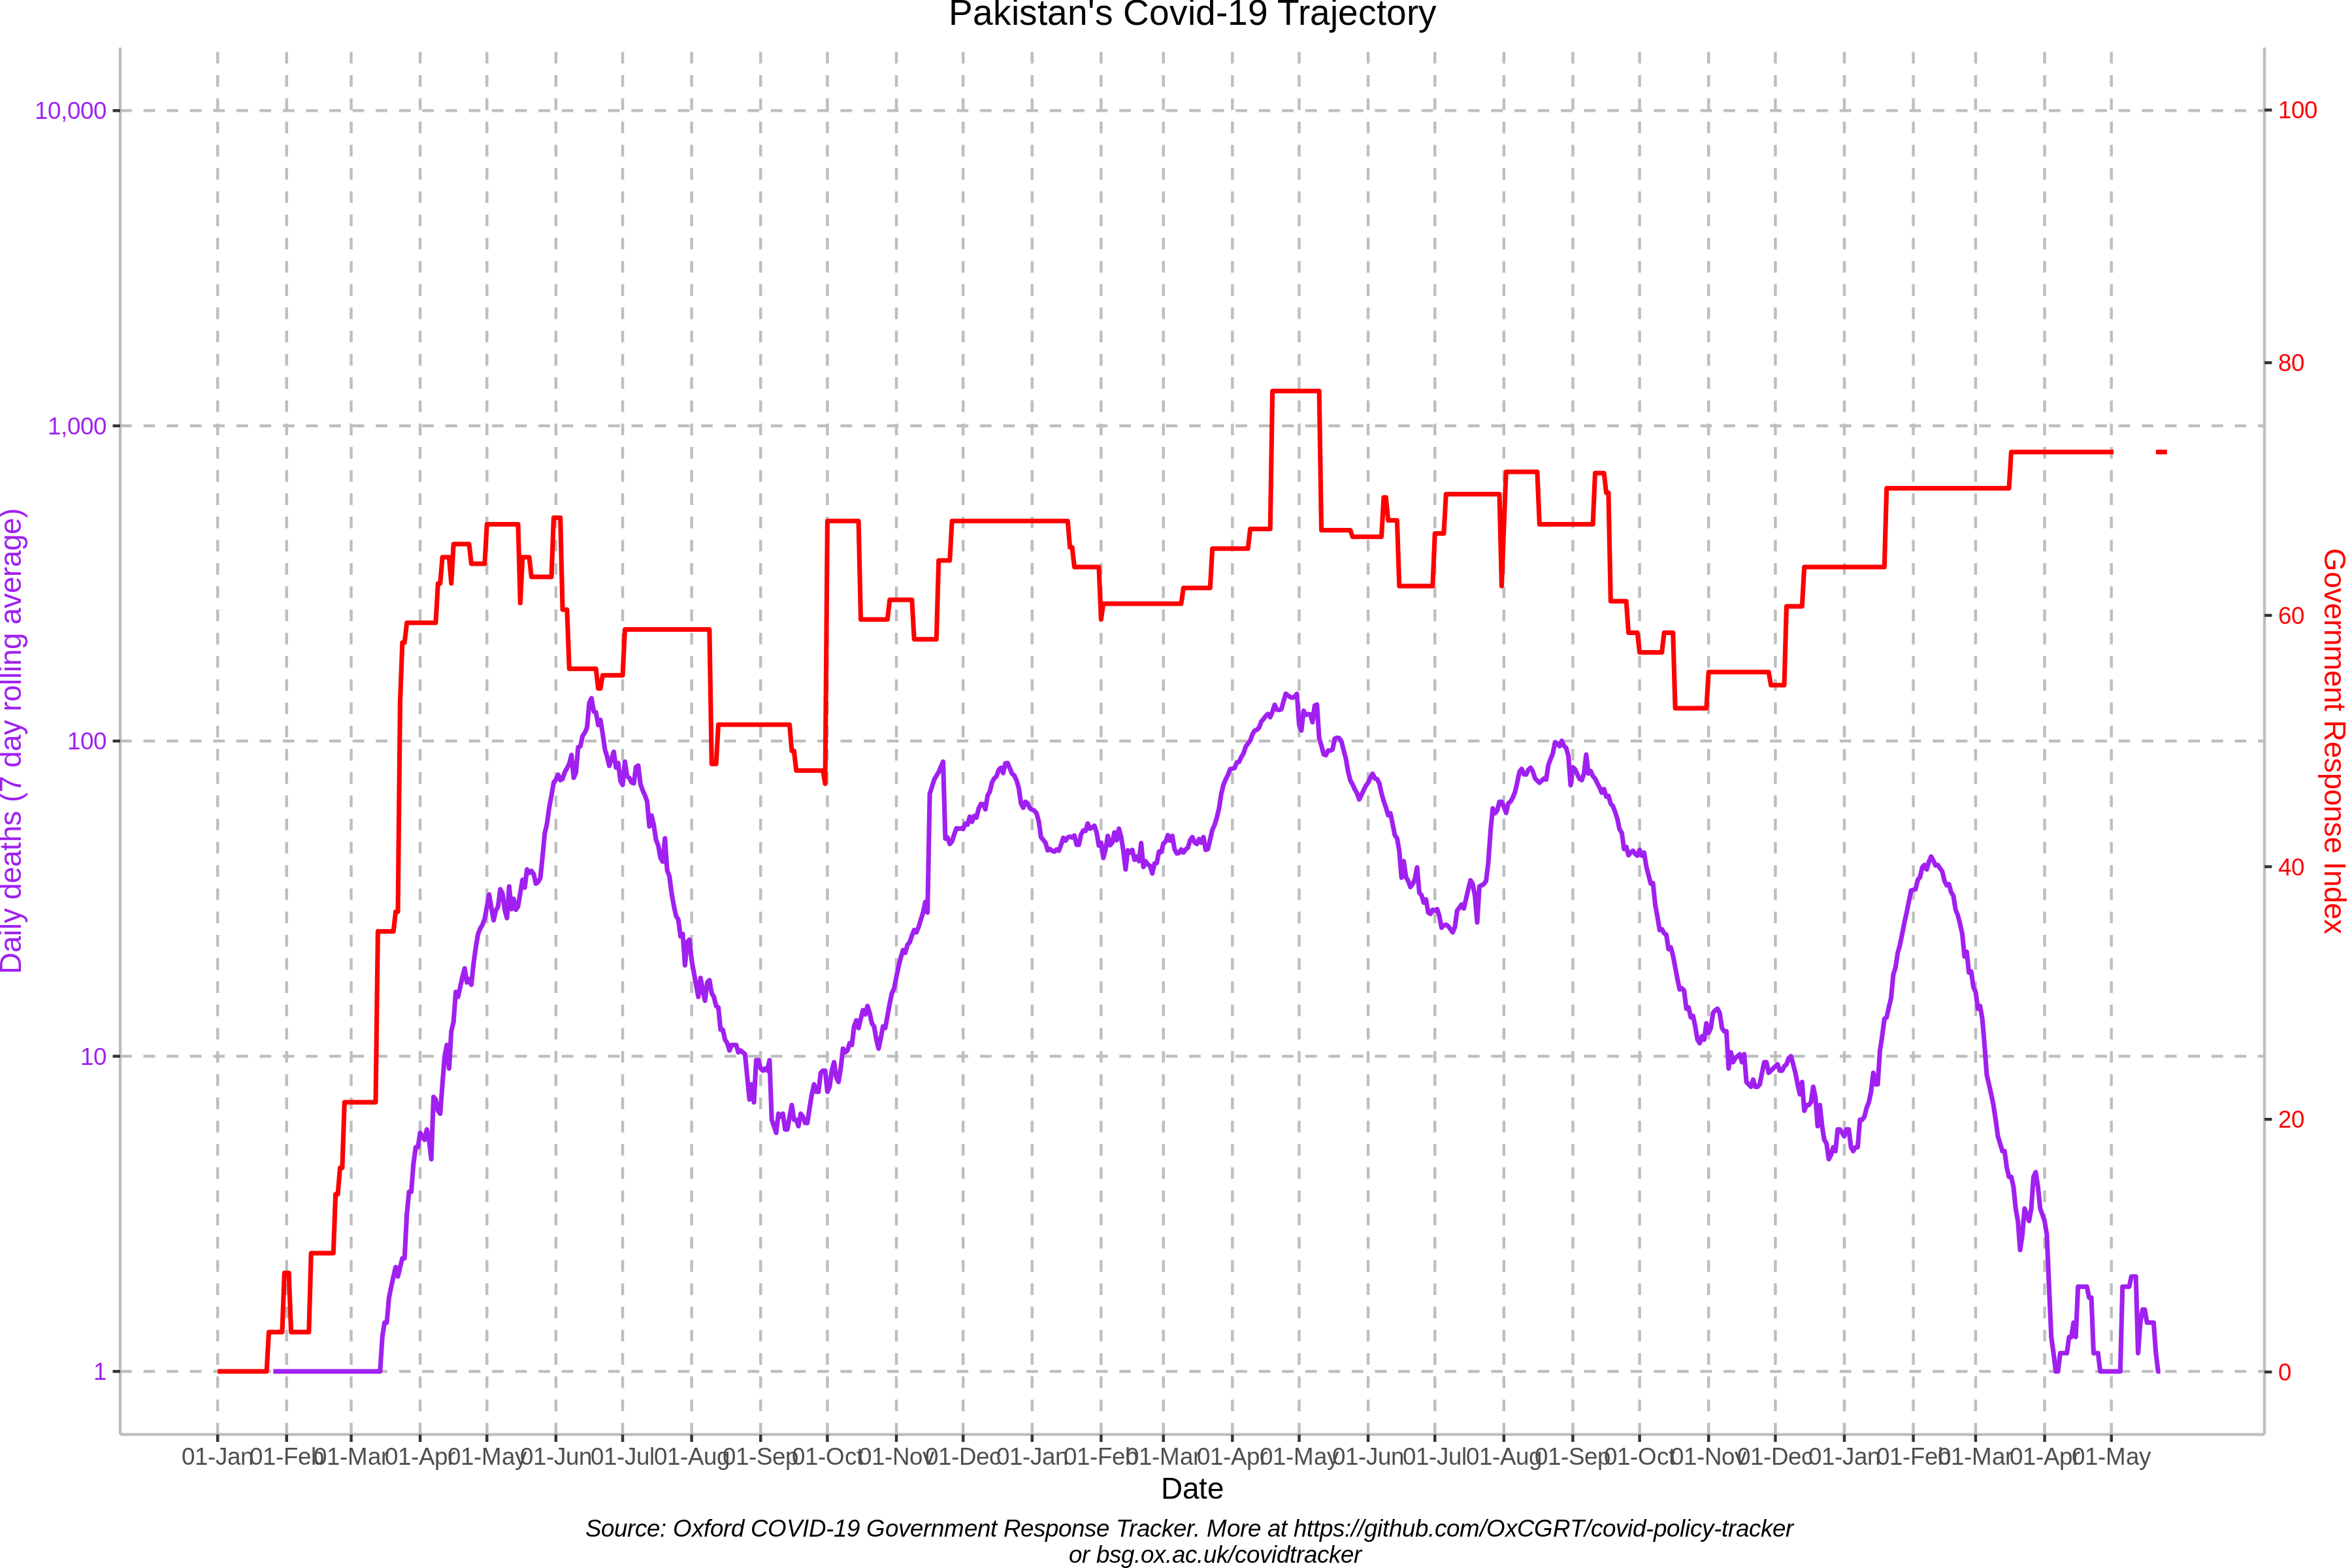 Pakistan's Covid-19 Trajectory
10,000
1,000
100
10
1
Daily deaths (7 day rolling average)
100
80
60
40
20
0
Government Response Index
01-Jan 01-Feb 01-Mar 01-Apr 01-May 01-Jun 01-Jul 01-Aug 01-Sep 01-Oct 01-Nov 01-Dec 01-Jan 01-Feb 01-Mar 01-Apr 01-May 01-Jun 01-Jul 01-Aug 01-Sep 01-Oct 01-Nov 01-Dec 01-Jan 01-Feb 01-Mar 01-Apr 01-May
Date
Source: Oxford COVID-19 Government Response Tracker. More at https://github.com/OxCGRT/covid-policy-tracker
or bsg.ox.ac.uk/covidtracker